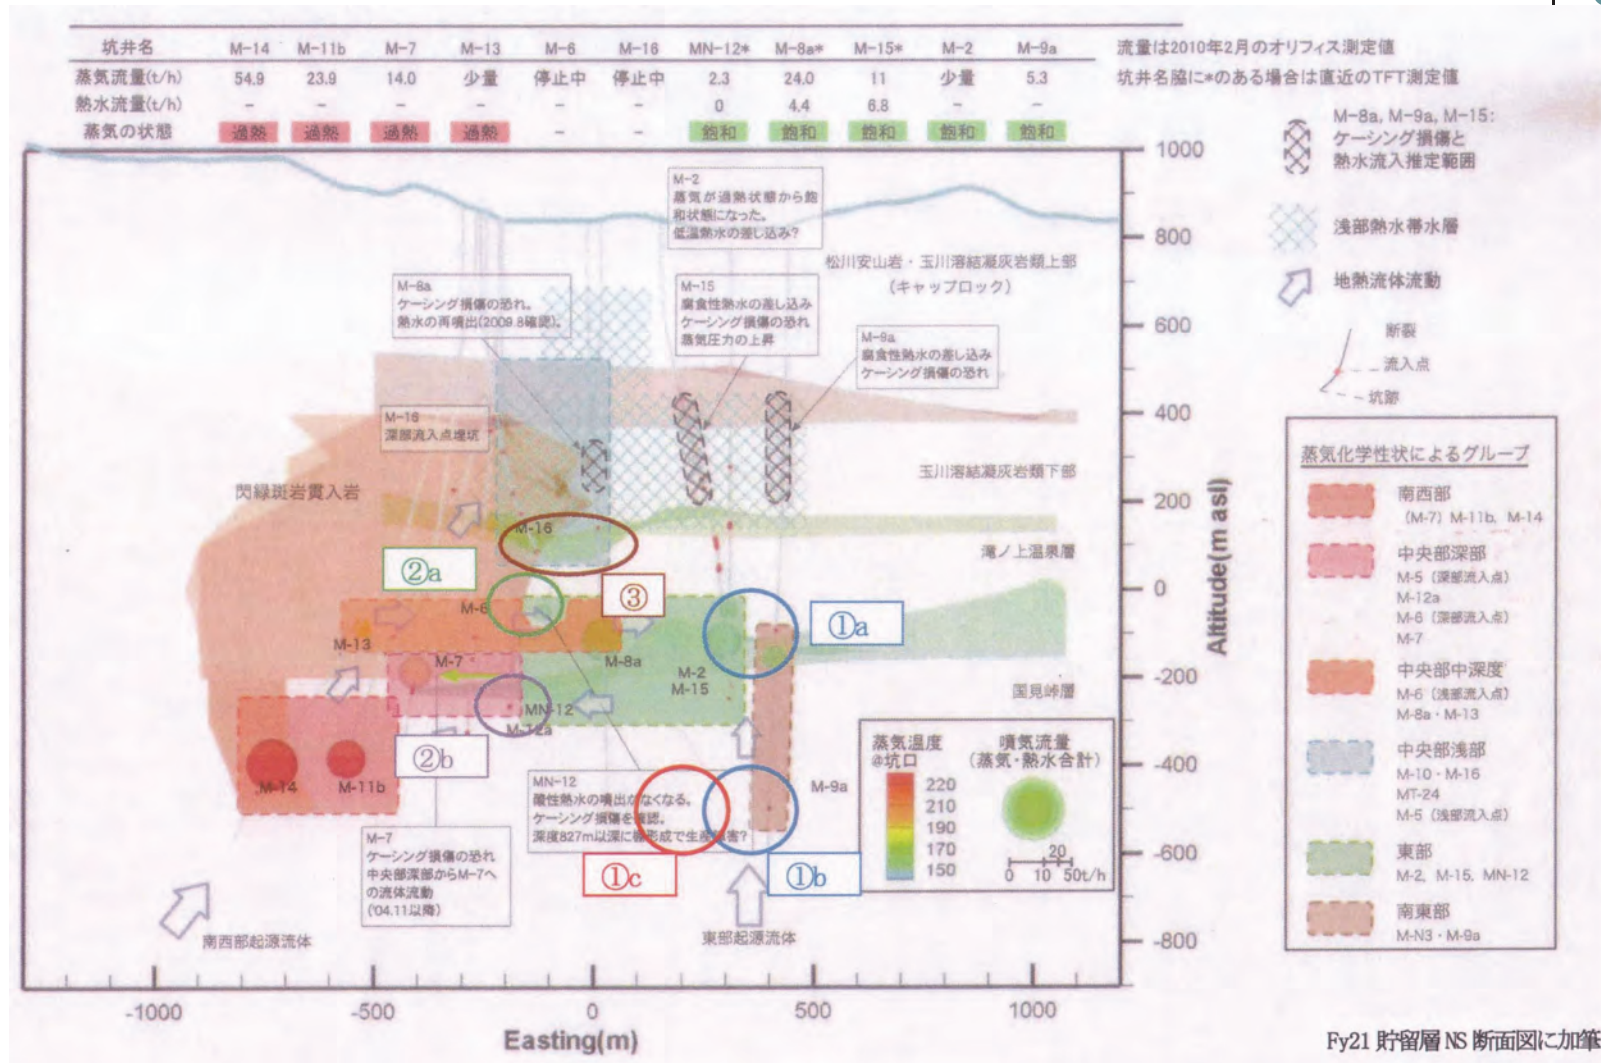 坑井名 M-14 M-11b M-7 M-13 M-6 M-16 MN-12* M-8a* M-15* M-2 M-9a
蒸気流量(t/h) 54.9 23.9 14.0 少量 停止中 停止中 2.3 24.0 11 少量 5.3
熱水流量(t/h) - - - - - - 0 4.4 6.8 - -
蒸気の状態 過熱 過熱 過熱 過熱 - - 飽和 飽和 飽和 飽和 飽和
流量は2010年2月のオリフィス測定値
坑井名脇に*のある場合は直近のTFT測定値
M-8a, M-9a, M-15:
ケーシング損傷と
熱水流入推定範囲
浅部熱水帯水層
地熱流体流動
断裂
流入点
坑跡
蒸気化学性状によるグループ
南西部
(M-7) M-11b, M-14
中央部深部
M-5 (深部流入点)
M-12a
M-6 (深部流入点)
M-7
中央部中深度
M-6 (浅部流入点)
M-8a・M-13
中央部浅部
M-10・M-16
MT-24
M-5 (浅部流入点)
東部
M-2, M-15, MN-12
南東部
M-N3・M-9a
M-2
蒸気が過熱状態から飽
和状態になった。
低温熱水の差し込み?
松川安山岩・玉川溶結凝灰岩類上部
(キャップロック)
M-8a
ケーシング損傷の恐れ。
熱水の再噴出(2009.8確認)。
M-15
腐食性熱水の差し込み
ケーシング損傷の恐れ
蒸気圧力の上昇
M-9a
腐食性熱水の差し込み
ケーシング損傷の恐れ
M-16
深部流入点埋坑
閃緑斑岩貫入岩
玉川溶結凝灰岩類下部
M-16
滝ノ上温泉層
②a
③
①a
M-6
M-13
M-7
M-8a
M-2
M-15
国見峠層
MN-12
M-12a
②b
M-14
M-11b
M-9a
MN-12
酸性熱水の噴出がなくなる。
ケーシング損傷を確認。
M-7
ケーシング損傷の恐れ
中央部深部からM-7へ
の流体流動
('04.11以降)
①c
①b
蒸気温度
@坑口
220
210
190
170
150
噴気流量
(蒸気・熱水合計)
20
0 10 50t/h
南西部起源流体
東部起源流体
1000
800
600
400
200
0
-200
-400
-600
-800
Altitude(m asl)
-1000 -500 0 500 1000
Easting(m)
Fy21 貯留層 NS 断面図に加筆